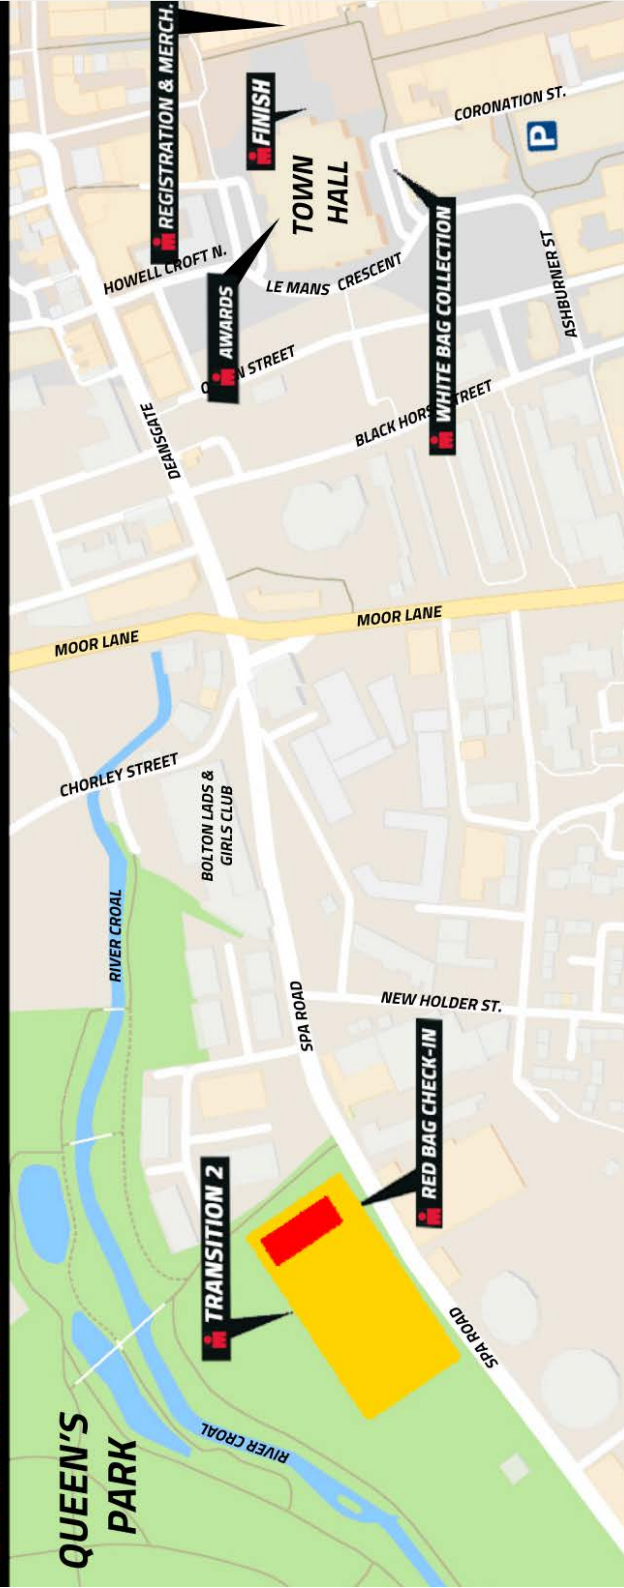 QUEEN'S
PARK
RIVER CROAL
RIVER CROAL
TRANSITION 2
RED BAG CHECK-IN
SPA ROAD
SPA ROAD
NEW HOLDER ST.
BOLTON LADS &
GIRLS CLUB
CHORLEY STREET
MOOR LANE
MOOR LANE
DEANSGATE
BLACK HORSE STREET
STREET
AWARDS
HOWELL CROFT N.
REGISTRATION & MERCH.
FINISH
TOWN
HALL
LE MANS CRESCENT
WHITE BAG COLLECTION
ASHBURNER ST
CORONATION ST.
P